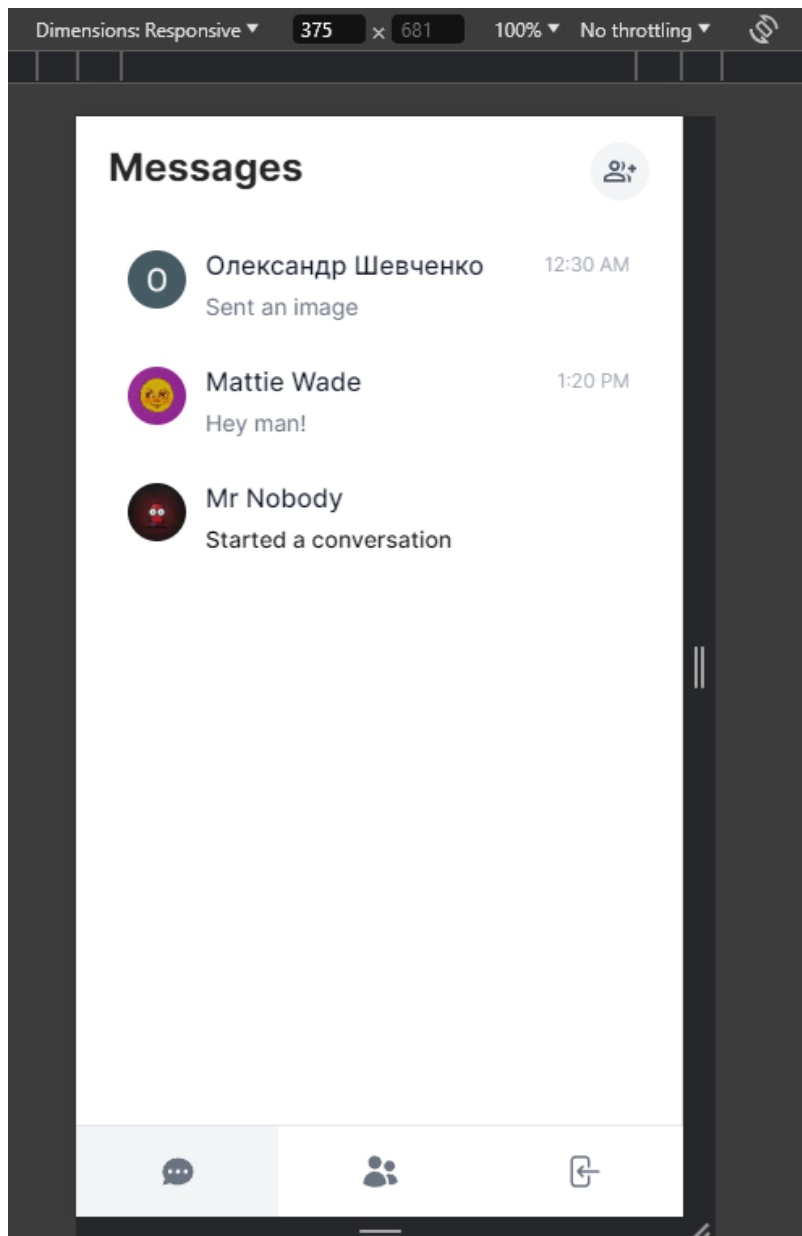 Dimensions: Responsive ▼ 375 × 681 100% ▼ No throttling ▼
Messages
О
Олександр Шевченко 12:30 AM
Sent an image
Mattie Wade 1:20 PM
Hey man!
Mr Nobody
Started a conversation